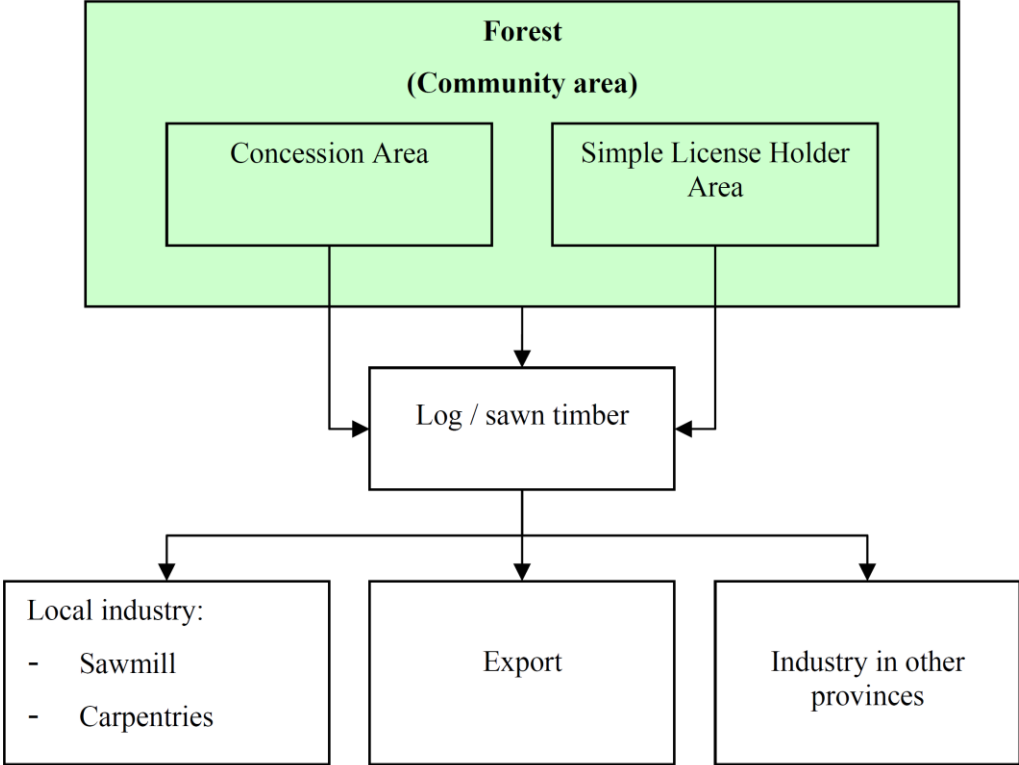 Forest
(Community area)
Concession Area
Simple License Holder
Area
Log / sawn timber
Local industry:
- Sawmill
- Carpentries
Export
Industry in other
provinces